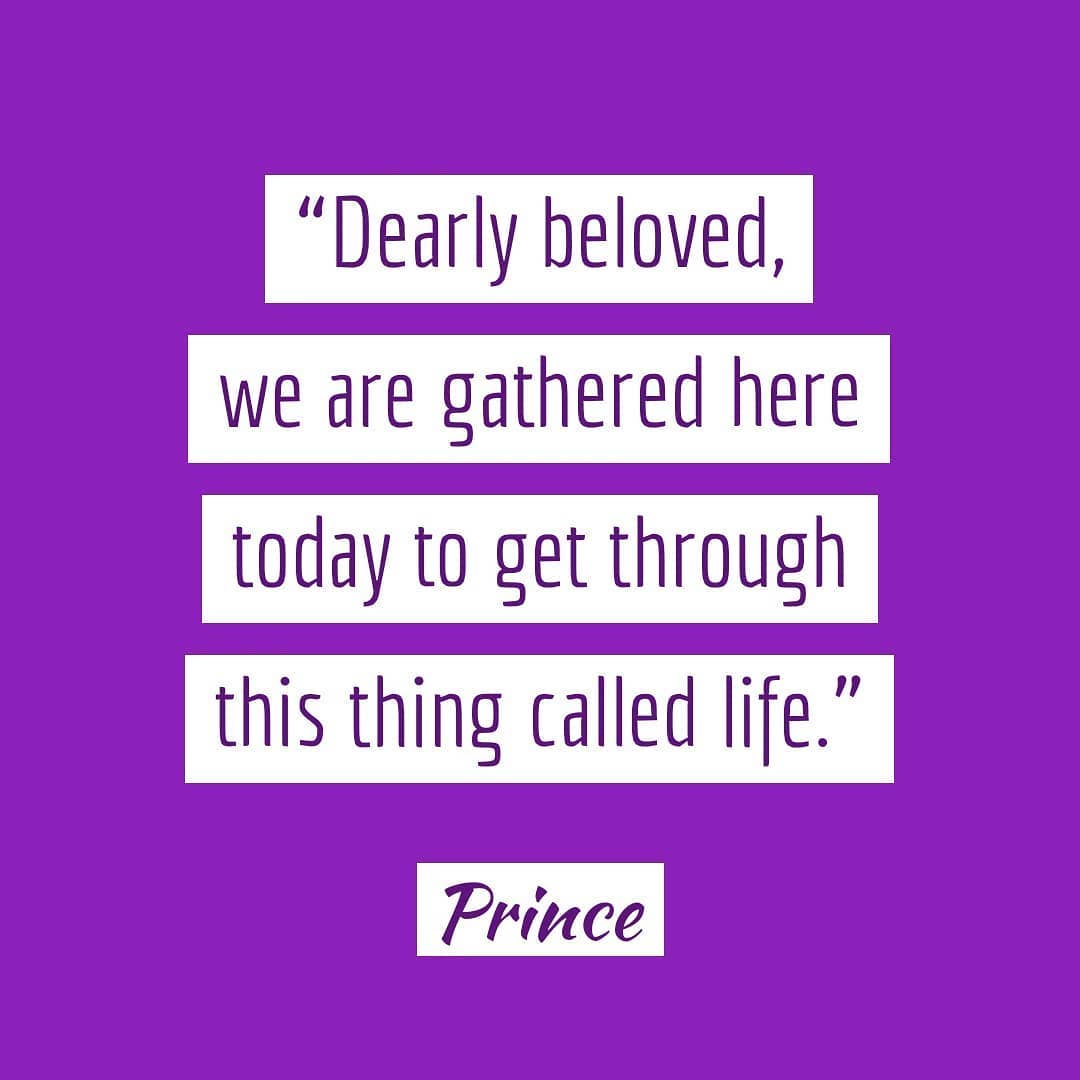 “Dearly beloved,
we are gathered here
today to get through
this thing called life.”
Prince